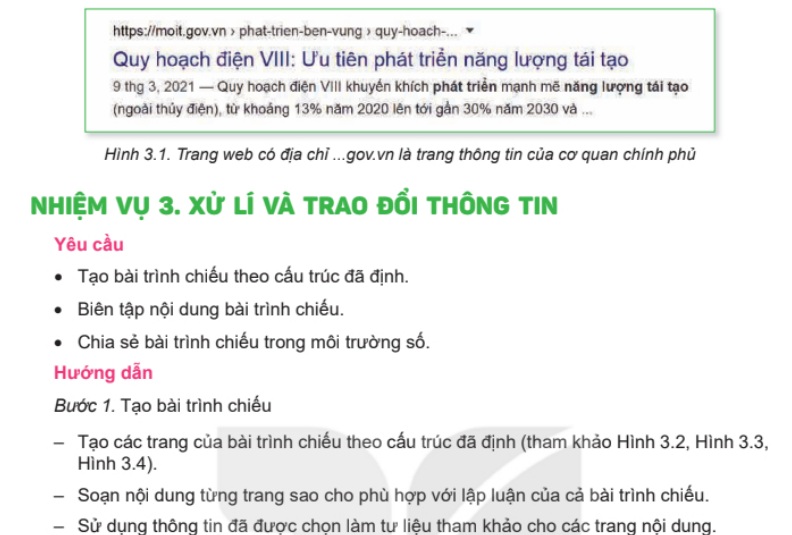 https://moit.gov.vn › phat-trien-ben-vung › quy-hoach-... ▼
Quy hoạch điện VIII: Ưu tiên phát triển năng lượng tái tạo
9 thg 3, 2021 — Quy hoạch điện VIII khuyến khích phát triển mạnh mẽ năng lượng tái tạo
(ngoài thủy điện), từ khoảng 13% năm 2020 lên tới gần 30% năm 2030 và ...
Hình 3.1. Trang web có địa chỉ ...gov.vn là trang thông tin của cơ quan chính phủ
NHIỆM VỤ 3. XỬ LÍ VÀ TRAO ĐỔI THÔNG TIN
Yêu cầu
• Tạo bài trình chiếu theo cấu trúc đã định.
• Biên tập nội dung bài trình chiếu.
• Chia sẻ bài trình chiếu trong môi trường số.
Hướng dẫn
Bước 1. Tạo bài trình chiếu
– Tạo các trang của bài trình chiếu theo cấu trúc đã định (tham khảo Hình 3.2, Hình 3.3,
Hình 3.4).
– Soạn nội dung từng trang sao cho phù hợp với lập luận của cả bài trình chiếu.
– Sử dụng thông tin đã được chọn làm tư liệu tham khảo cho các trang nội dung.